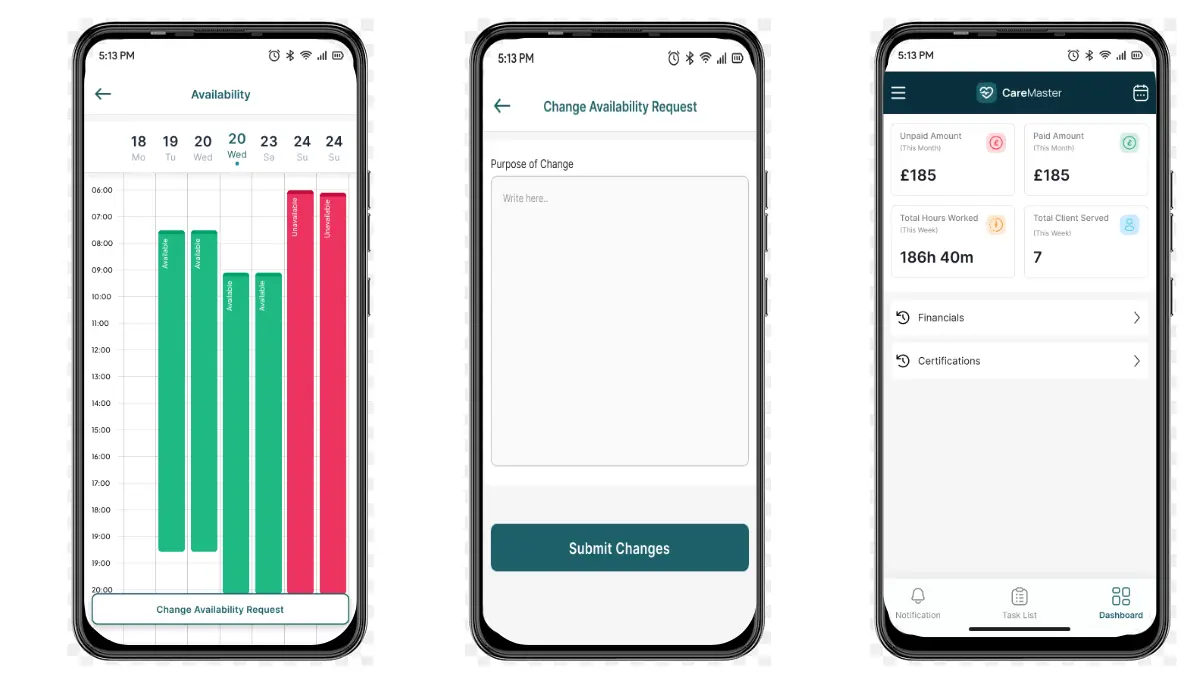 5:13 PM
Availability
18 19 20 20 23 24 24
Mo Tu Wed Wed Sa Su Su
06:00
07:00
08:00
09:00
10:00
11:00
12:00
13:00
14:00
15:00
16:00
17:00
18:00
19:00
19:00
20:00
Available
Available
Available
Available
Unavailable
Unavailable
Change Availability Request
5:13 PM
Change Availability Request
Purpose of Change
Write here..
Submit Changes
5:13 PM
CareMaster
Unpaid Amount
(This Month)
£185
Paid Amount
(This Month)
£185
Total Hours Worked
(This Week)
186h 40m
Total Client Served
(This Week)
7
Financials
Certifications
Notification
Task List
Dashboard